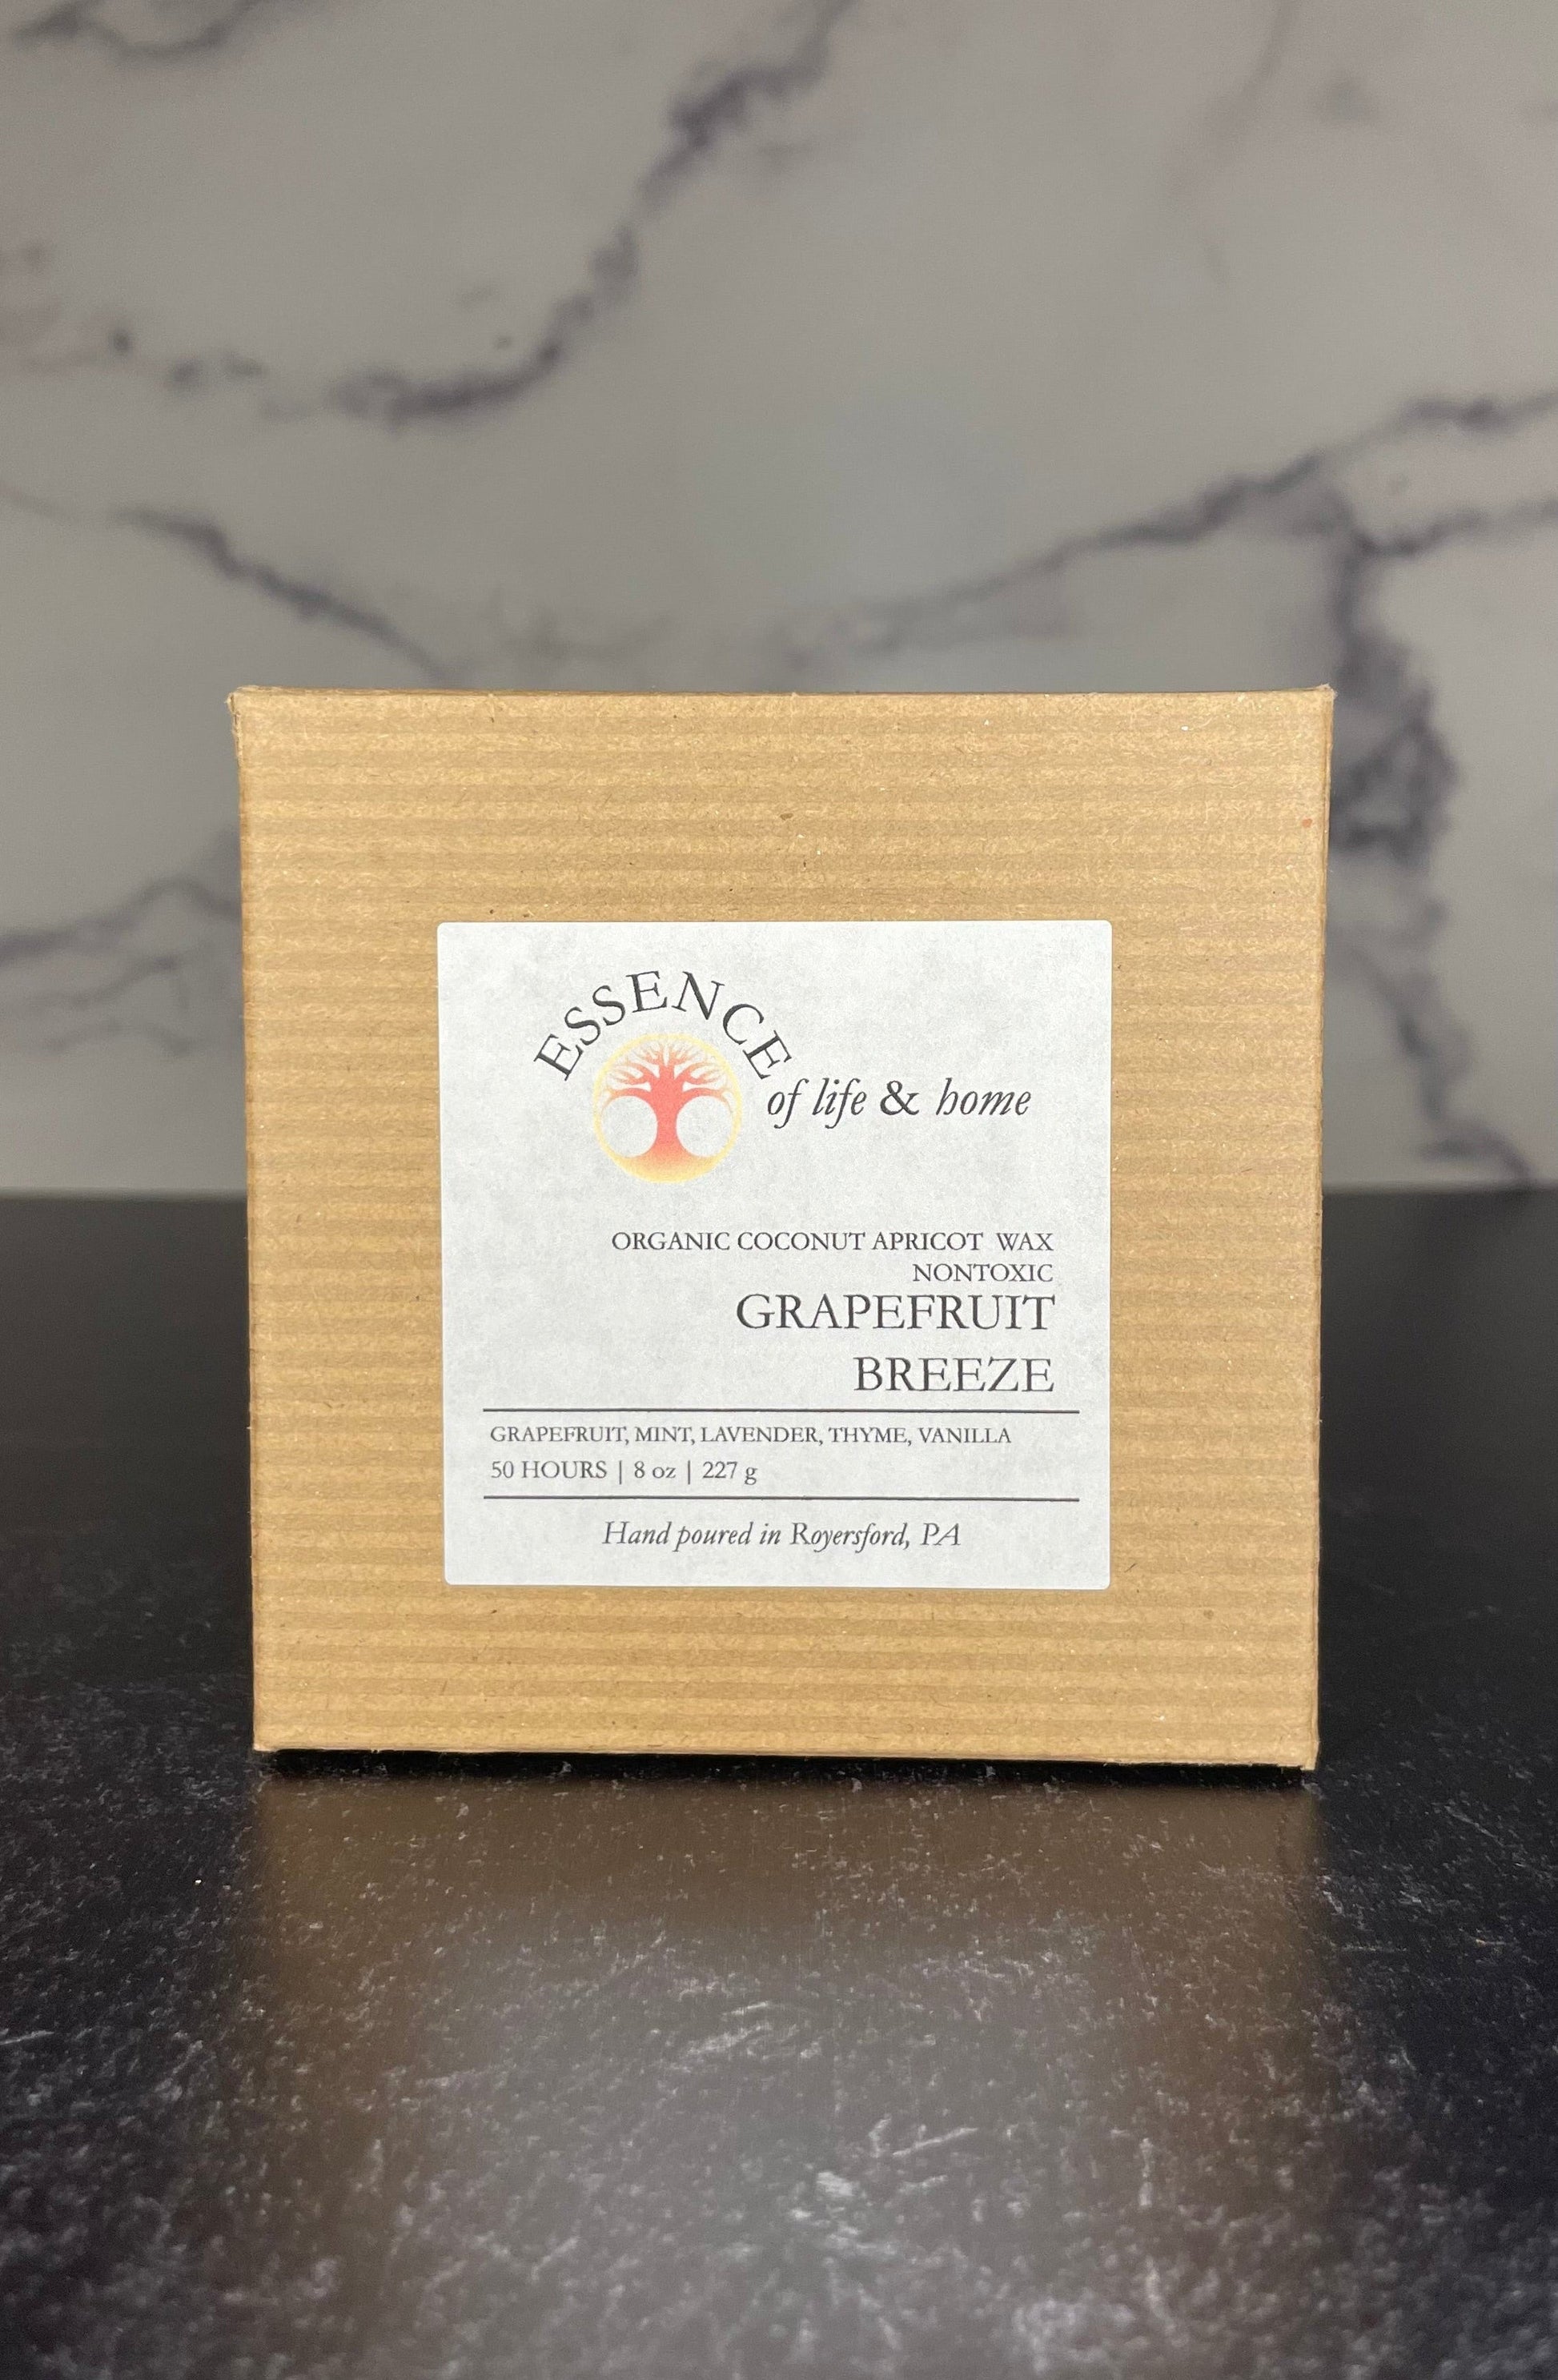 ESSENCE
of life & home
ORGANIC COCONUT APRICOT WAX
NONTOXIC
GRAPEFRUIT
BREEZE
GRAPEFRUIT, MINT, LAVENDER, THYME, VANILLA
50 HOURS | 8 oz | 227 g
Hand poured in Royersford, PA